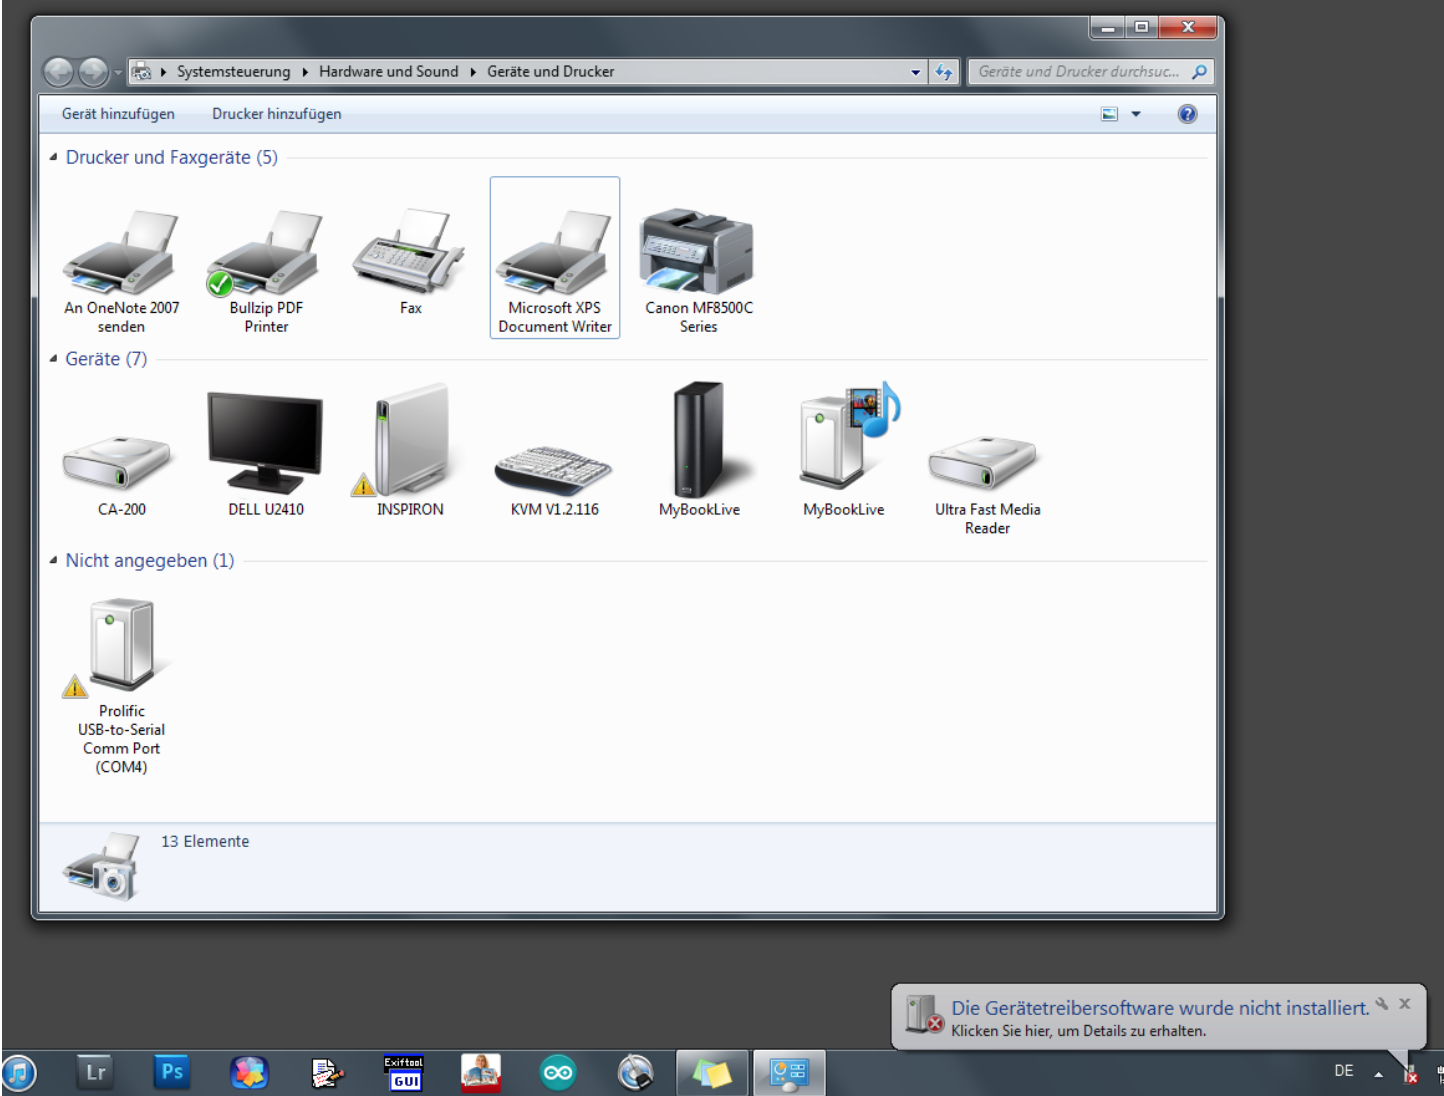 Systemsteuerung Hardware und Sound Geräte und Drucker Geräte und Drucker durchsuc...
Gerät hinzufügen Drucker hinzufügen
Drucker und Faxgeräte (5)
An OneNote 2007
senden
Bullzip PDF
Printer
Fax
Microsoft XPS
Document Writer
Canon MF8500C
Series
Geräte (7)
CA-200
DELL U2410
INSPIRON
KVM V1.2.116
MyBookLive
MyBookLive
Ultra Fast Media
Reader
Nicht angegeben (1)
Prolific
USB-to-Serial
Comm Port
(COM4)
13 Elemente
Die Gerätetreibersoftware wurde nicht installiert.
Klicken Sie hier, um Details zu erhalten.
Lr
Ps
Exiftool
GUI
DE